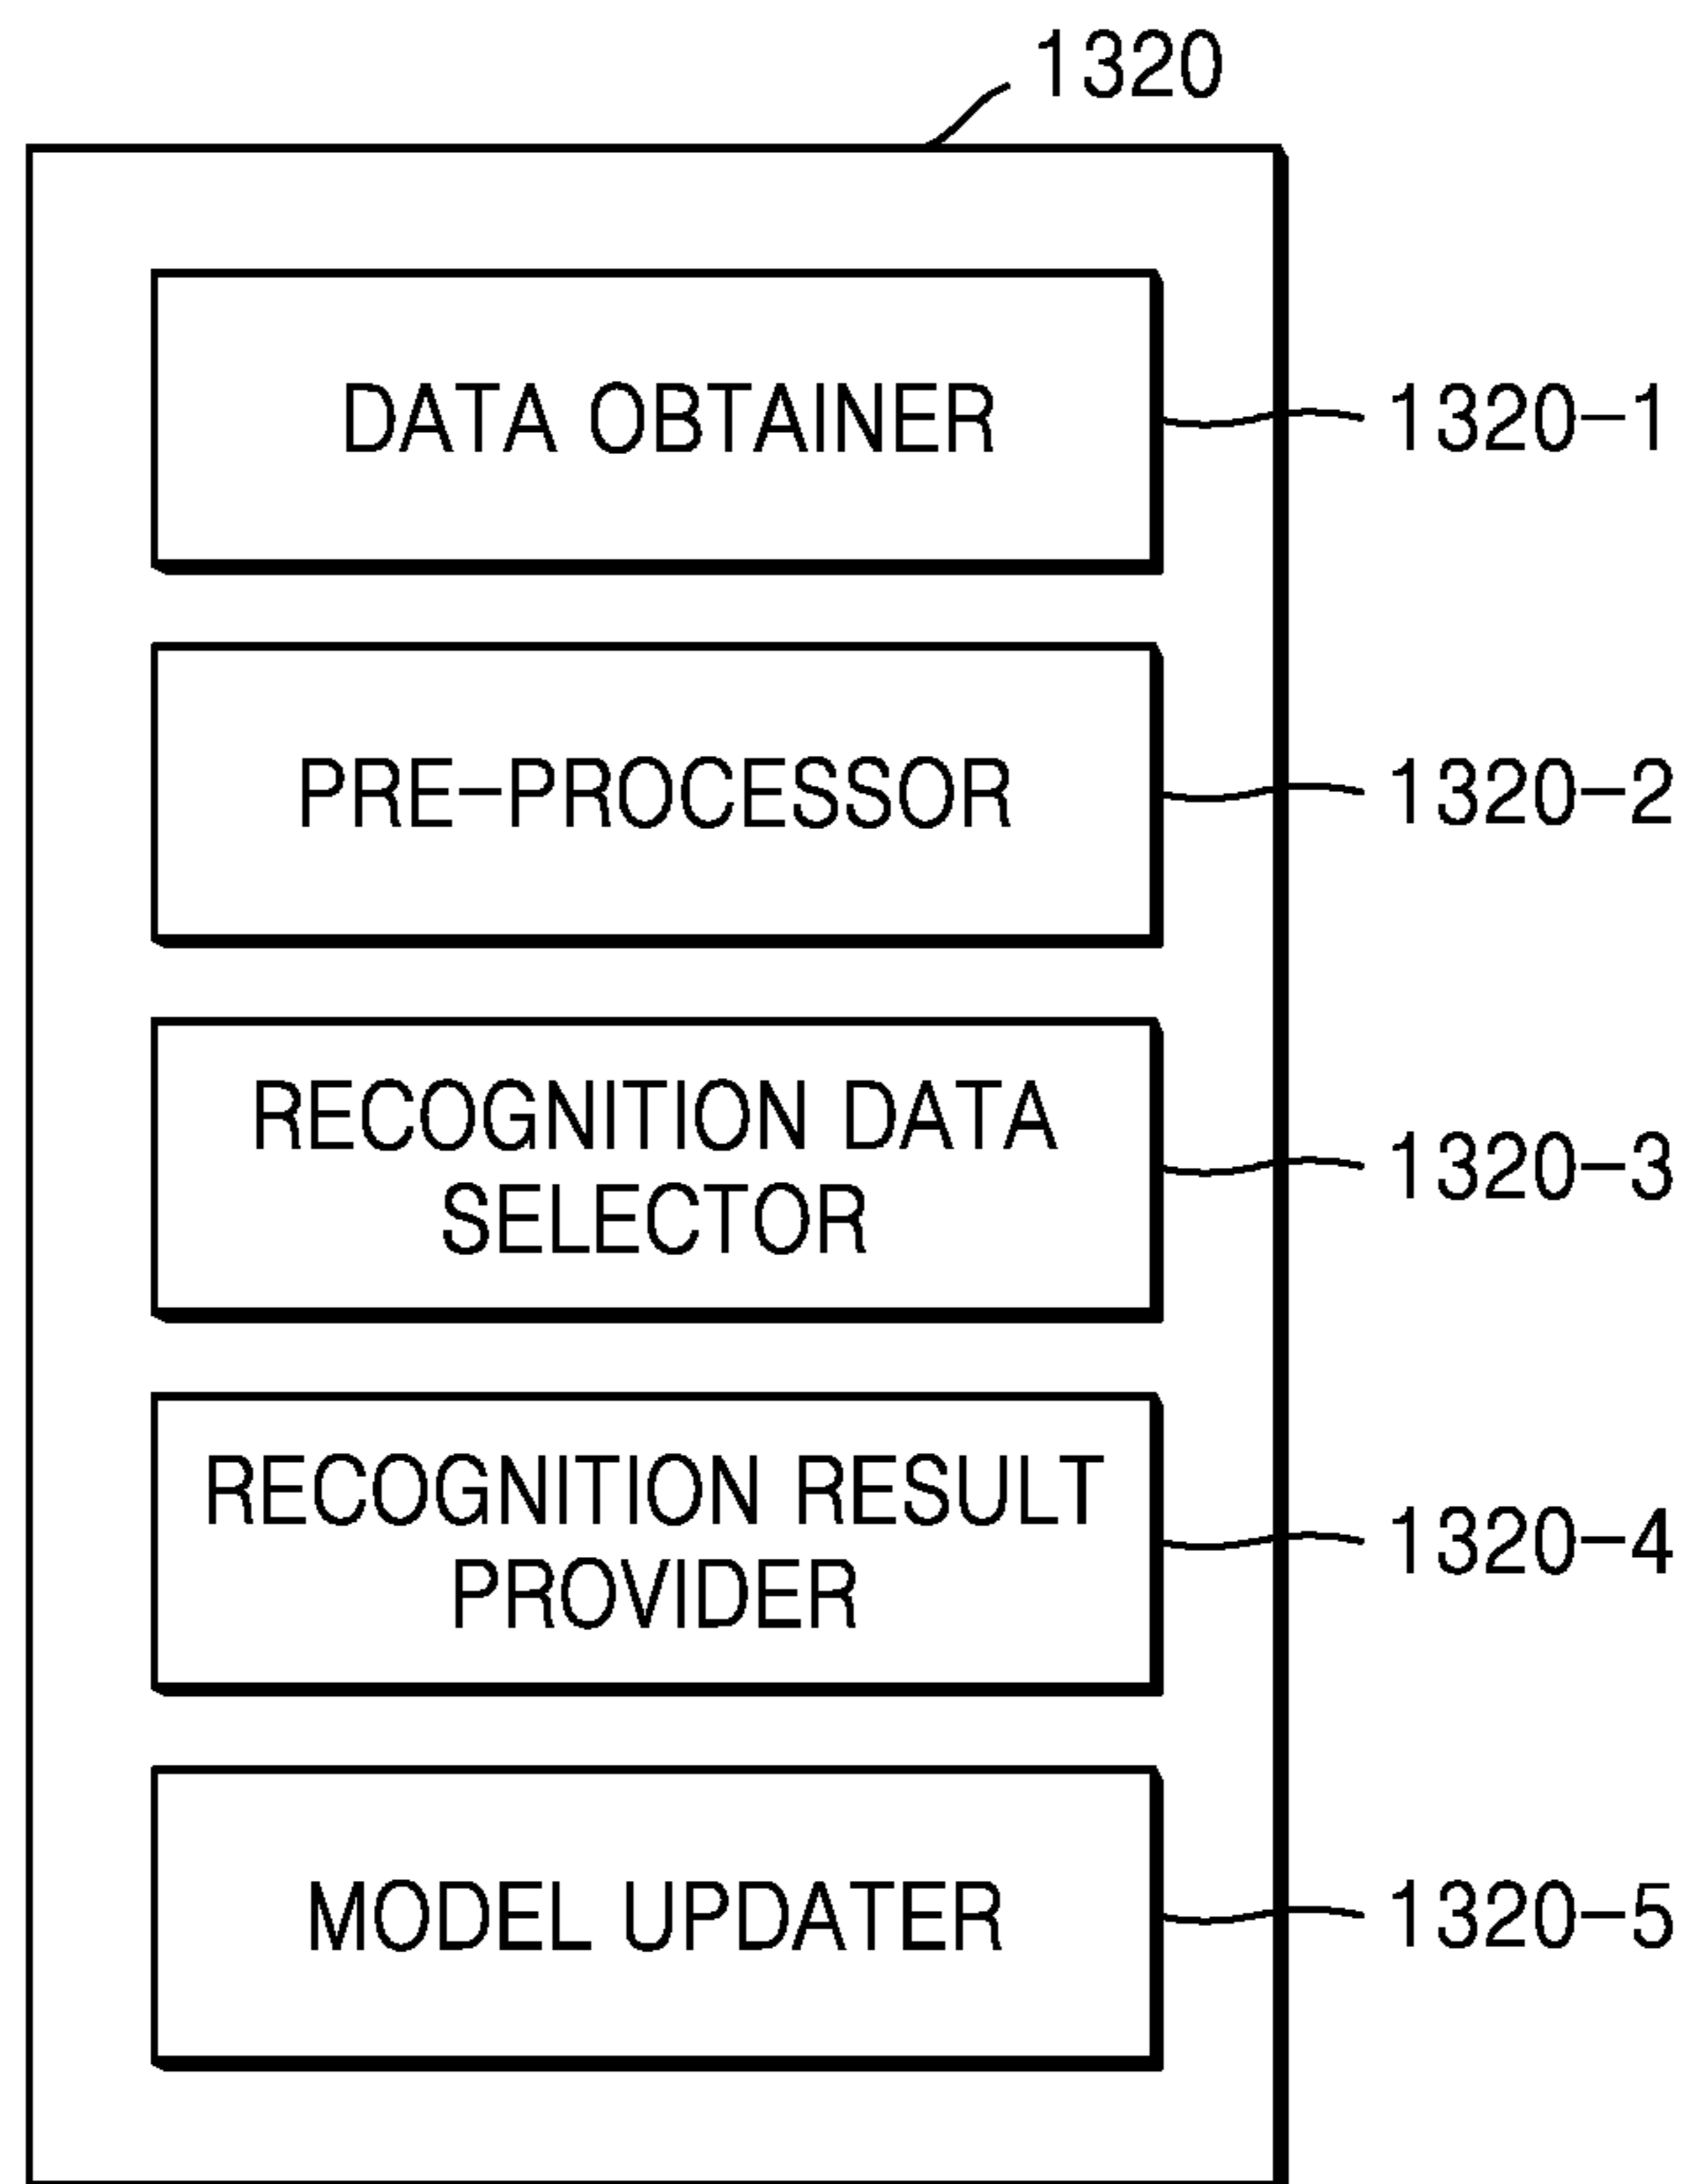 1320
DATA OBTAINER
1320-1
PRE-PROCESSOR
1320-2
RECOGNITION DATA
SELECTOR
1320-3
RECOGNITION RESULT
PROVIDER
1320-4
MODEL UPDATER
1320-5